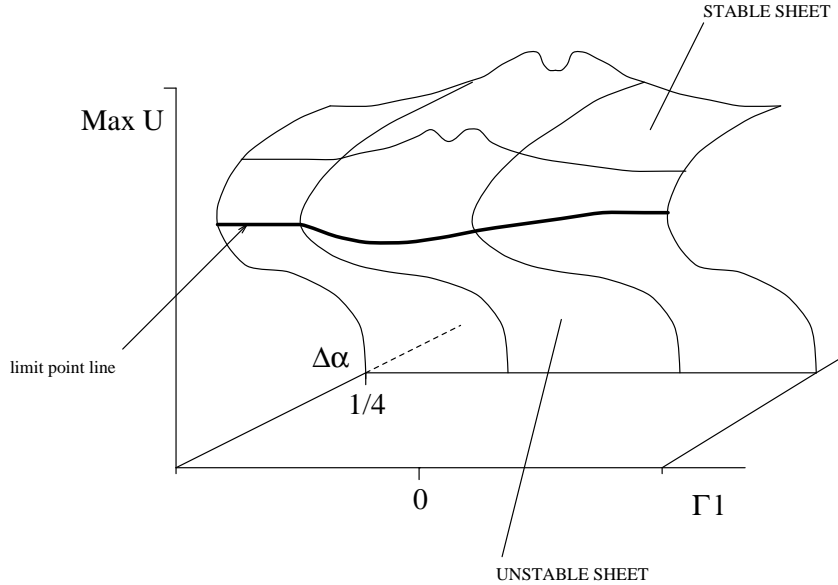 STABLE SHEET
Max U
limit point line
Δα
1/4
0
Γ1
UNSTABLE SHEET